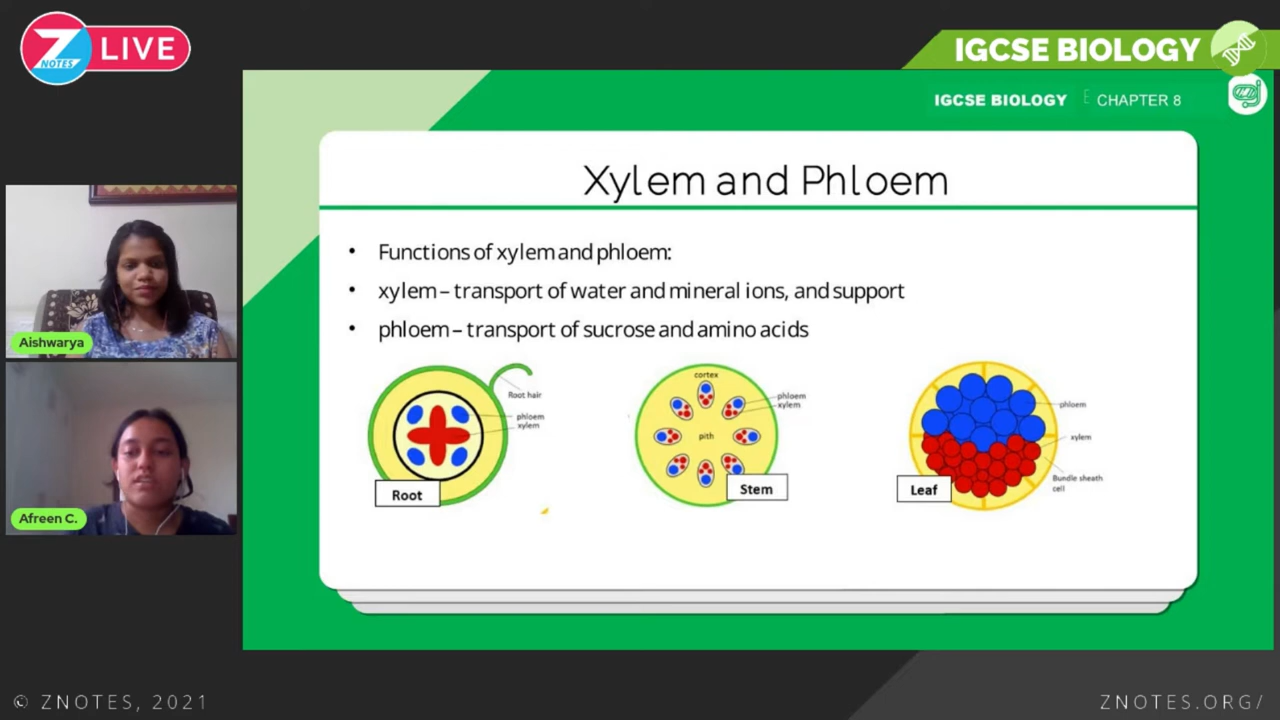 Z NOTES LIVE
IGCSE BIOLOGY
IGCSE BIOLOGY CHAPTER 8
Xylem and Phloem
• Functions of xylem and phloem:
• xylem – transport of water and mineral ions, and support
• phloem – transport of sucrose and amino acids
Root hair
phloem
xylem
Root
cortex
phloem
xylem
pith
Stem
phloem
xylem
Bundle sheath
cell
Leaf
Aishwarya
Afreen C.
© ZNOTES, 2021
ZNOTES.ORG/